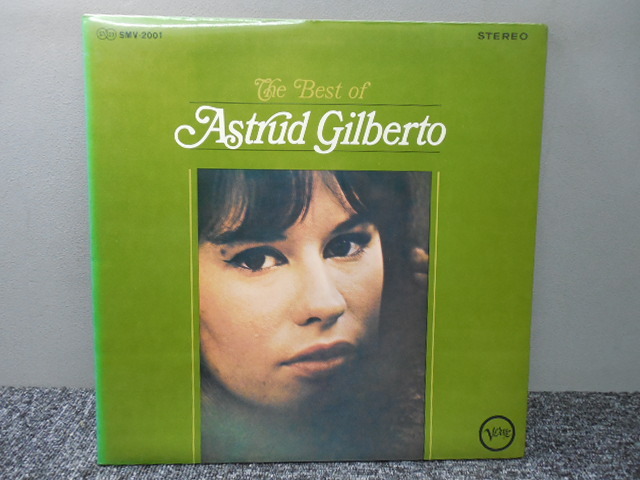 SMV-2001
STEREO
The Best of
Astrud Gilberto
Verve